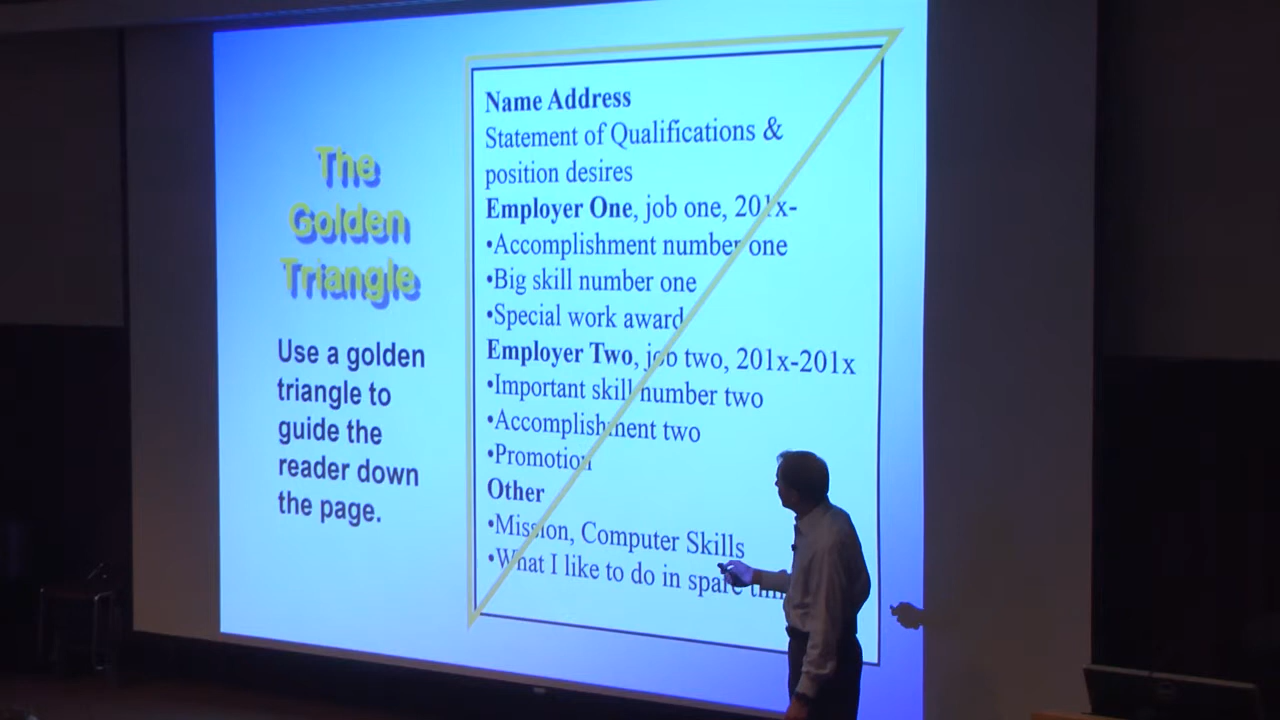 The
Golden
Triangle
Use a golden
triangle to
guide the
reader down
the page.
Name Address
Statement of Qualifications &
position desires
Employer One, job one, 201x-
•Accomplishment number one
•Big skill number one
•Special work award
Employer Two, job two, 201x-201x
•Important skill number two
•Accomplishment two
•Promotion
Other
•Mission, Computer Skills
•What I like to do in spare